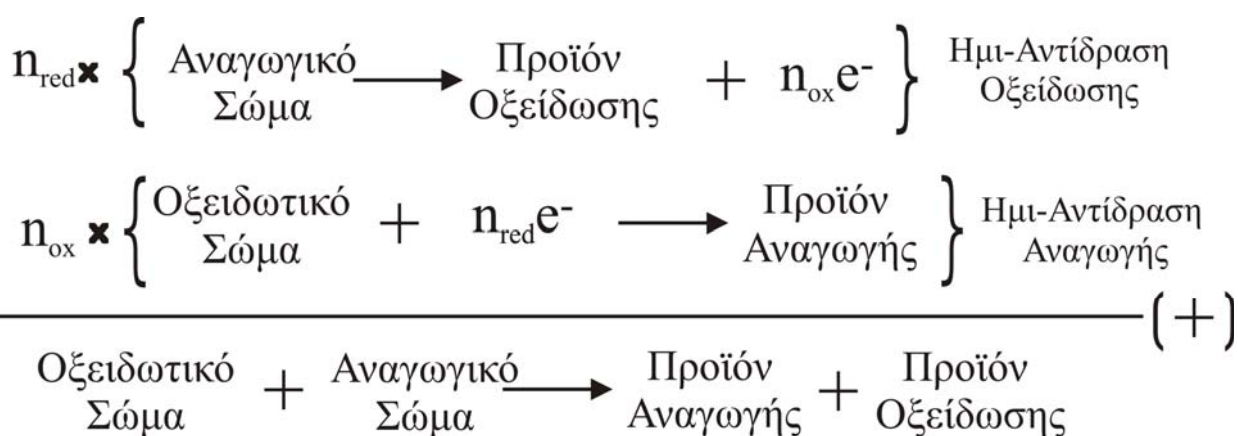 n_red x { Αναγωγικό Σώμα ⟶ Προϊόν Οξείδωσης + n_ox e⁻ } Ημι-Αντίδραση Οξείδωσης
n_ox x { Οξειδωτικό Σώμα + n_red e⁻ ⟶ Προϊόν Αναγωγής } Ημι-Αντίδραση Αναγωγής
(+)
Οξειδωτικό Σώμα + Αναγωγικό Σώμα ⟶ Προϊόν Αναγωγής + Προϊόν Οξείδωσης